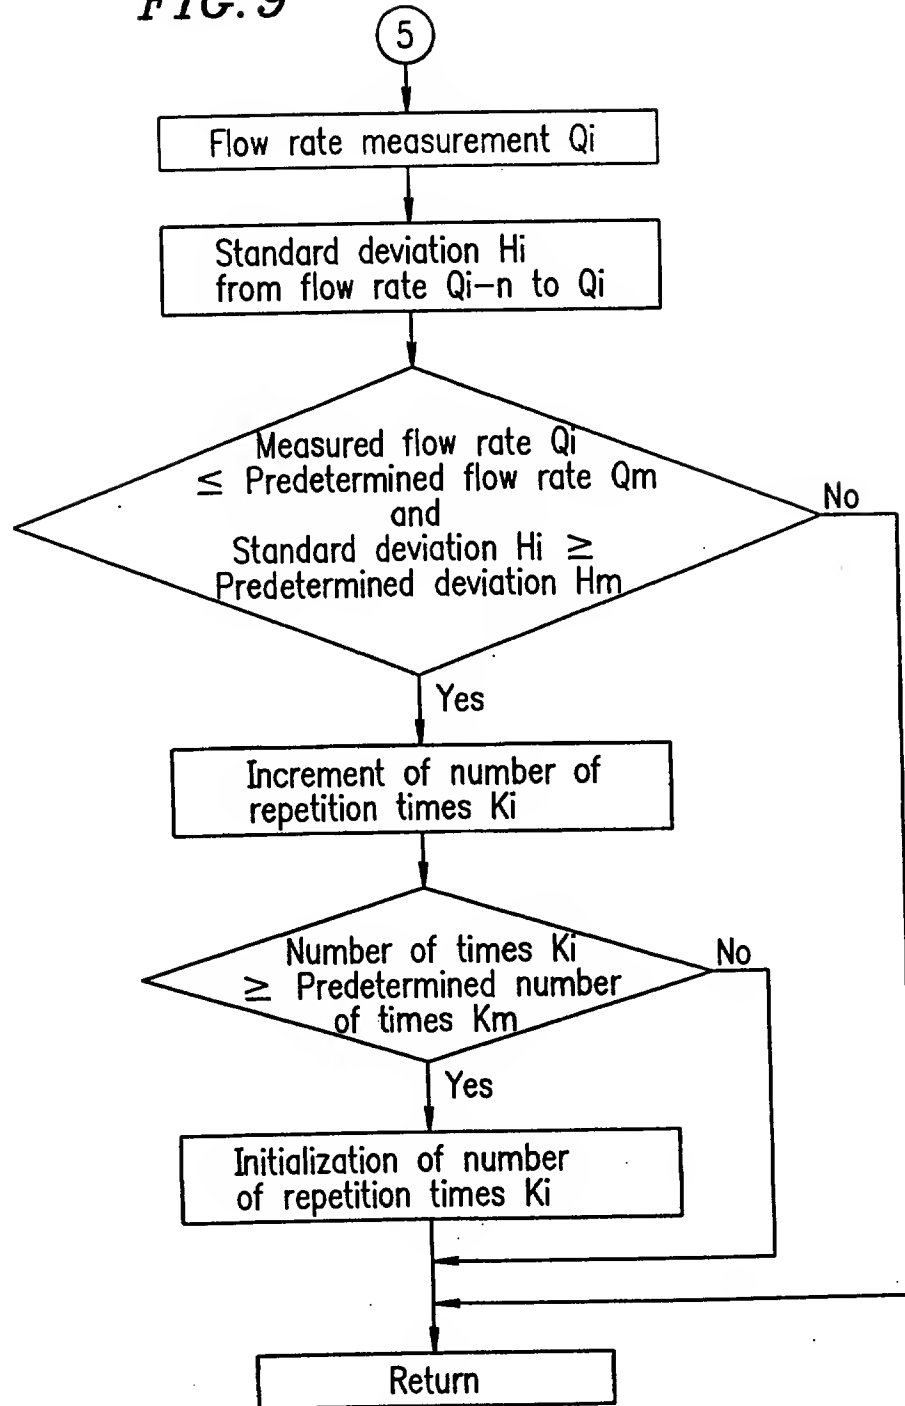 FIG. 9
5
Flow rate measurement Qi
Standard deviation Hi
from flow rate Qi-n to Qi
Measured flow rate Qi
≤ Predetermined flow rate Qm
and
Standard deviation Hi ≥
Predetermined deviation Hm
No
Yes
Increment of number of
repetition times Ki
Number of times Ki
≥ Predetermined number
of times Km
No
Yes
Initialization of number
of repetition times Ki
Return